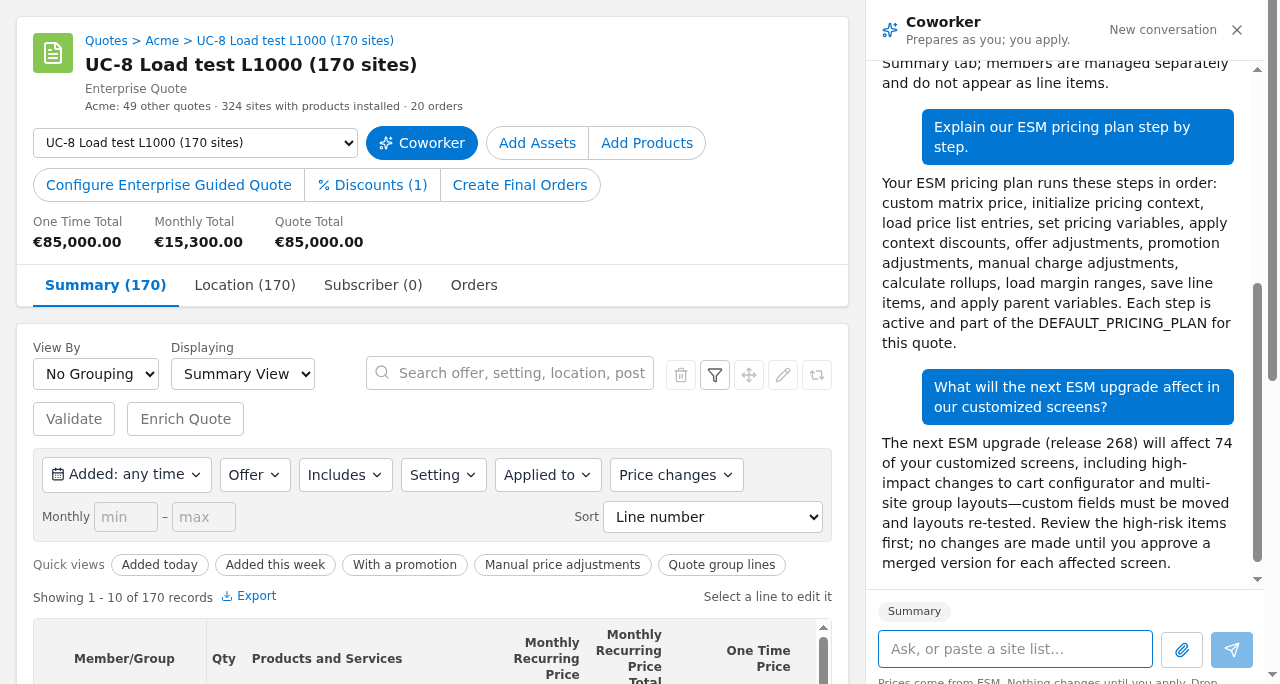 Quotes > Acme > UC-8 Load test L1000 (170 sites)
UC-8 Load test L1000 (170 sites)
Enterprise Quote
Acme: 49 other quotes · 324 sites with products installed · 20 orders
UC-8 Load test L1000 (170 sites)
Coworker
Add Assets
Add Products
Configure Enterprise Guided Quote
% Discounts (1)
Create Final Orders
One Time Total
Monthly Total
Quote Total
€85,000.00
€15,300.00
€85,000.00
Summary (170)
Location (170)
Subscriber (0)
Orders
View By
Displaying
No Grouping
Summary View
Search offer, setting, location, post
Validate
Enrich Quote
Added: any time
Offer
Includes
Setting
Applied to
Price changes
Monthly
min
–
max
Sort
Line number
Quick views
Added today
Added this week
With a promotion
Manual price adjustments
Quote group lines
Showing 1 - 10 of 170 records
Export
Select a line to edit it
Member/Group
Qty
Products and Services
Monthly
Recurring
Price
Monthly
Recurring
Price
Total
One Time
Price
Coworker
Prepares as you; you apply.
New conversation
Summary tab; members are managed separately
and do not appear as line items.
Explain our ESM pricing plan step by
step.
Your ESM pricing plan runs these steps in order:
custom matrix price, initialize pricing context,
load price list entries, set pricing variables, apply
context discounts, offer adjustments, promotion
adjustments, manual charge adjustments,
calculate rollups, load margin ranges, save line
items, and apply parent variables. Each step is
active and part of the DEFAULT_PRICING_PLAN for
this quote.
What will the next ESM upgrade affect in
our customized screens?
The next ESM upgrade (release 268) will affect 74
of your customized screens, including high-
impact changes to cart configurator and multi-
site group layouts—custom fields must be moved
and layouts re-tested. Review the high-risk items
first; no changes are made until you approve a
merged version for each affected screen.
Summary
Ask, or paste a site list…
Prices come from ESM. Nothing changes until you apply. Drop